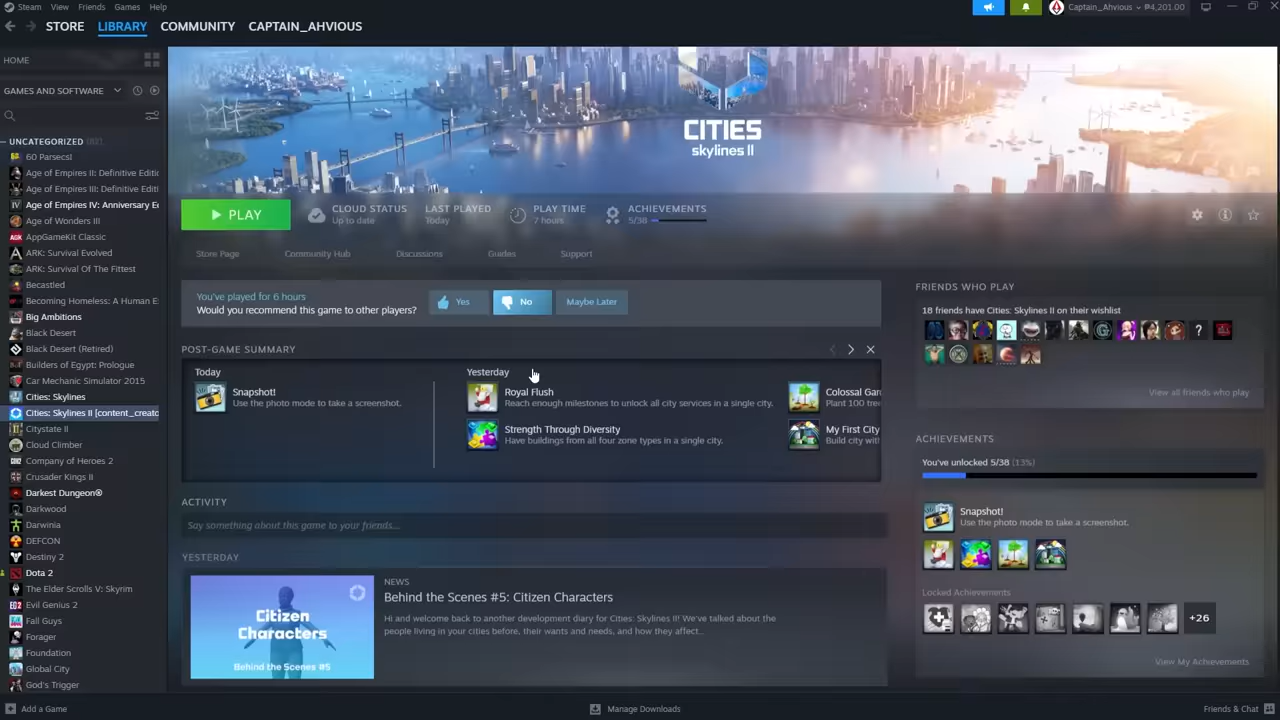 Steam View Friends Games Help
Captain_Ahvious ₱4,201.00
STORE LIBRARY COMMUNITY CAPTAIN_AHVIOUS
HOME
GAMES AND SOFTWARE
UNCATEGORIZED (82)
60 Parsecs!
Age of Empires II: Definitive Editi
Age of Empires III: Definitive Editi
Age of Empires IV: Anniversary E
Age of Wonders III
AppGameKit Classic
ARK: Survival Evolved
ARK: Survival Of The Fittest
Becastled
Becoming Homeless: A Human E
Big Ambitions
Black Desert
Black Desert (Retired)
Builders of Egypt: Prologue
Car Mechanic Simulator 2015
Cities: Skylines
Cities: Skylines II [content_creato
Citystate II
Cloud Climber
Company of Heroes 2
Crusader Kings II
Darkest Dungeon®
Darkwood
Darwinia
DEFCON
Destiny 2
Dota 2
The Elder Scrolls V: Skyrim
Evil Genius 2
Fall Guys
Forager
Foundation
Global City
God's Trigger
CITIES
skylines II
PLAY
CLOUD STATUS
Up to date
LAST PLAYED
Today
PLAY TIME
7 hours
ACHIEVEMENTS
5/38
Store Page Community Hub Discussions Guides Support
You've played for 6 hours
Would you recommend this game to other players?
Yes No Maybe Later
POST-GAME SUMMARY
Today
Snapshot!
Use the photo mode to take a screenshot.
Yesterday
Royal Flush
Reach enough milestones to unlock all city services in a single city.
Strength Through Diversity
Have buildings from all four zone types in a single city.
Colossal Gar
Plant 100 tree
My First City
Build city with
ACTIVITY
Say something about this game to your friends...
YESTERDAY
Citizen
Characters
Behind the Scenes #5
NEWS
Behind the Scenes #5: Citizen Characters
Hi and welcome back to another development diary for Cities: Skylines II! We've talked about the
people living in your cities before, their wants and needs, and how they affect...
FRIENDS WHO PLAY
18 friends have Cities: Skylines II on their wishlist
View all friends who play
ACHIEVEMENTS
You've unlocked 5/38 (13%)
Snapshot!
Use the photo mode to take a screenshot.
Locked Achievements
+26
View My Achievements
Add a Game
Manage Downloads
Friends & Chat